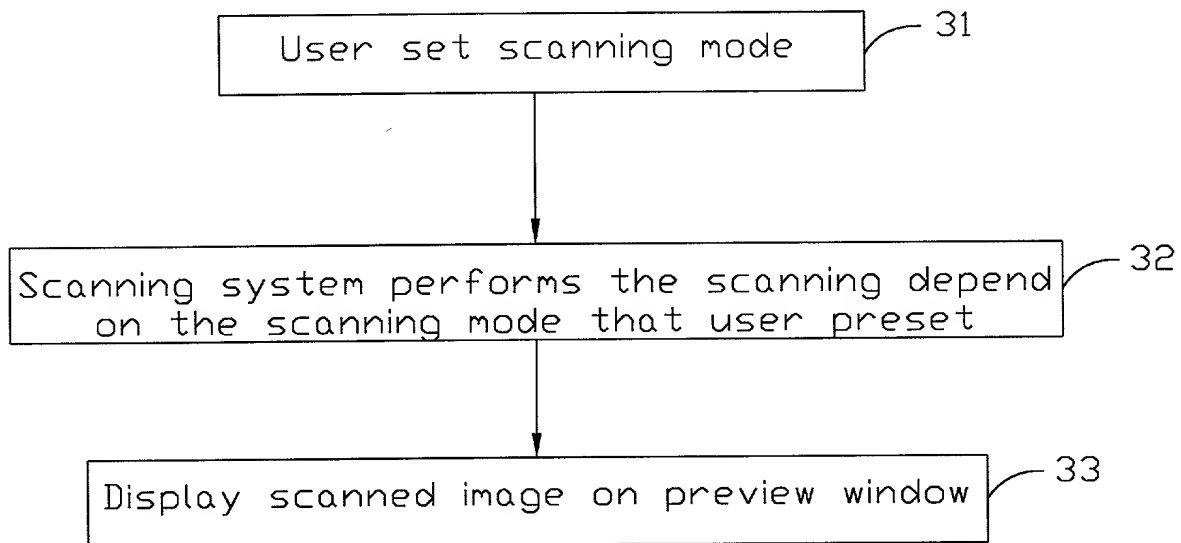 User set scanning mode
31
Scanning system performs the scanning depend
on the scanning mode that user preset
32
Display scanned image on preview window
33